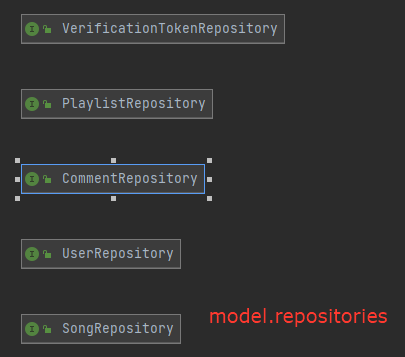 VerificationTokenRepository
PlaylistRepository
CommentRepository
UserRepository
SongRepository
model.repositories